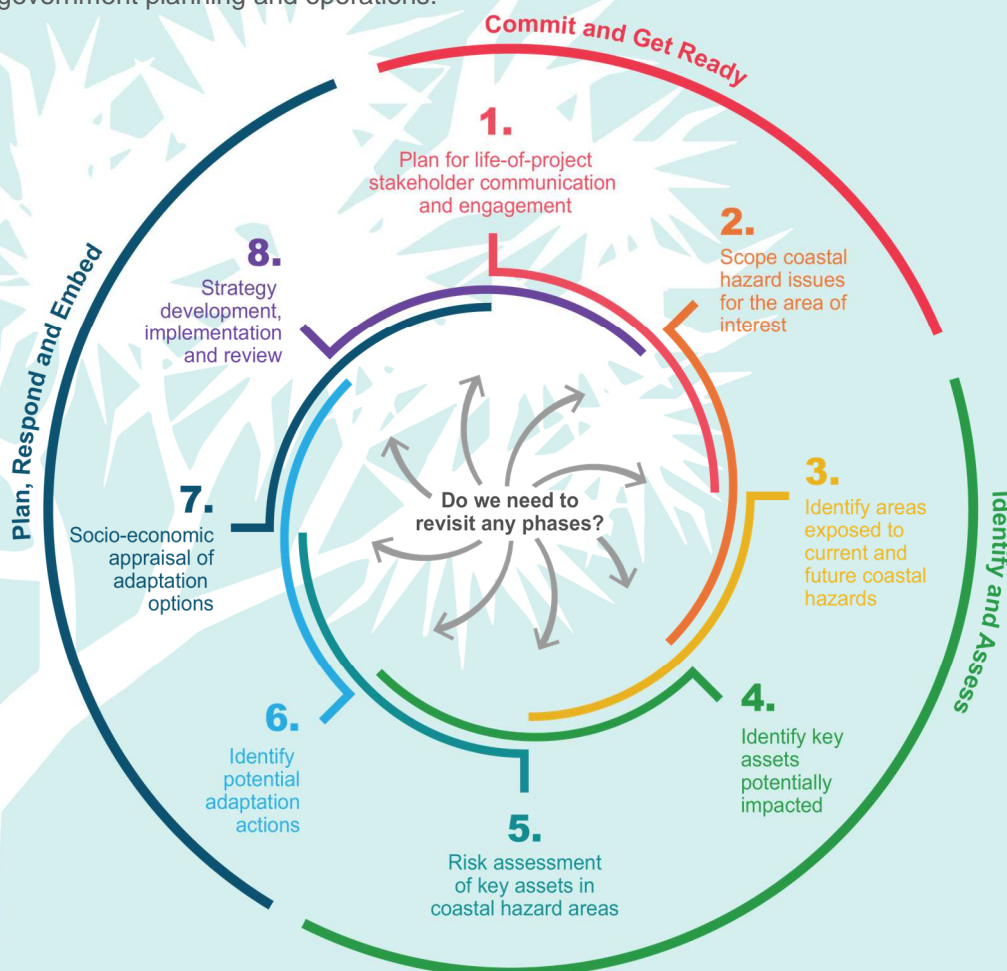 government planning and operations.
Commit and Get Ready
1.
Plan for life-of-project
stakeholder communication
and engagement
2.
Scope coastal
hazard issues
for the area of
interest
Identify and Assess
3.
Identify areas
exposed to
current and
future coastal
hazards
4.
Identify key
assets
potentially
impacted
5.
Risk assessment
of key assets in
coastal hazard areas
Plan, Respond and Embed
6.
Identify
potential
adaptation
actions
7.
Socio-economic
appraisal of
adaptation
options
8.
Strategy
development,
implementation
and review
Do we need to
revisit any phases?